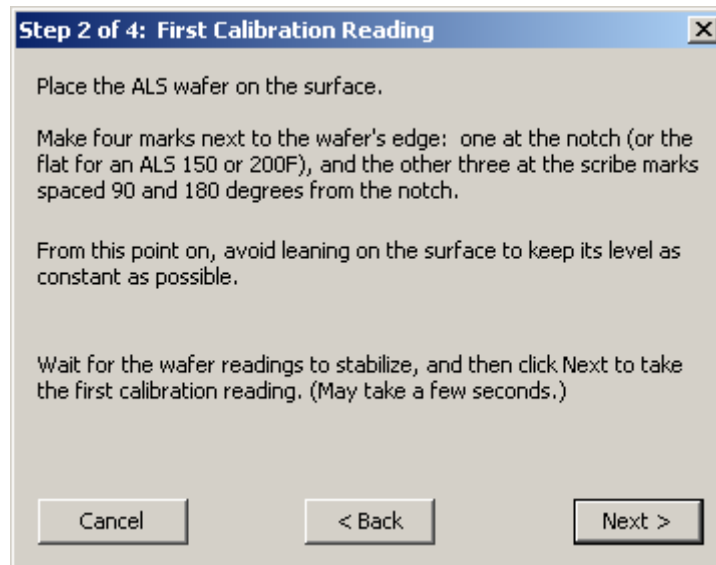 Step 2 of 4:  First Calibration Reading
Place the ALS wafer on the surface.
Make four marks next to the wafer's edge:  one at the notch (or the
flat for an ALS 150 or 200F), and the other three at the scribe marks
spaced 90 and 180 degrees from the notch.
From this point on, avoid leaning on the surface to keep its level as
constant as possible.
Wait for the wafer readings to stabilize, and then click Next to take
the first calibration reading. (May take a few seconds.)
Cancel
< Back
Next >